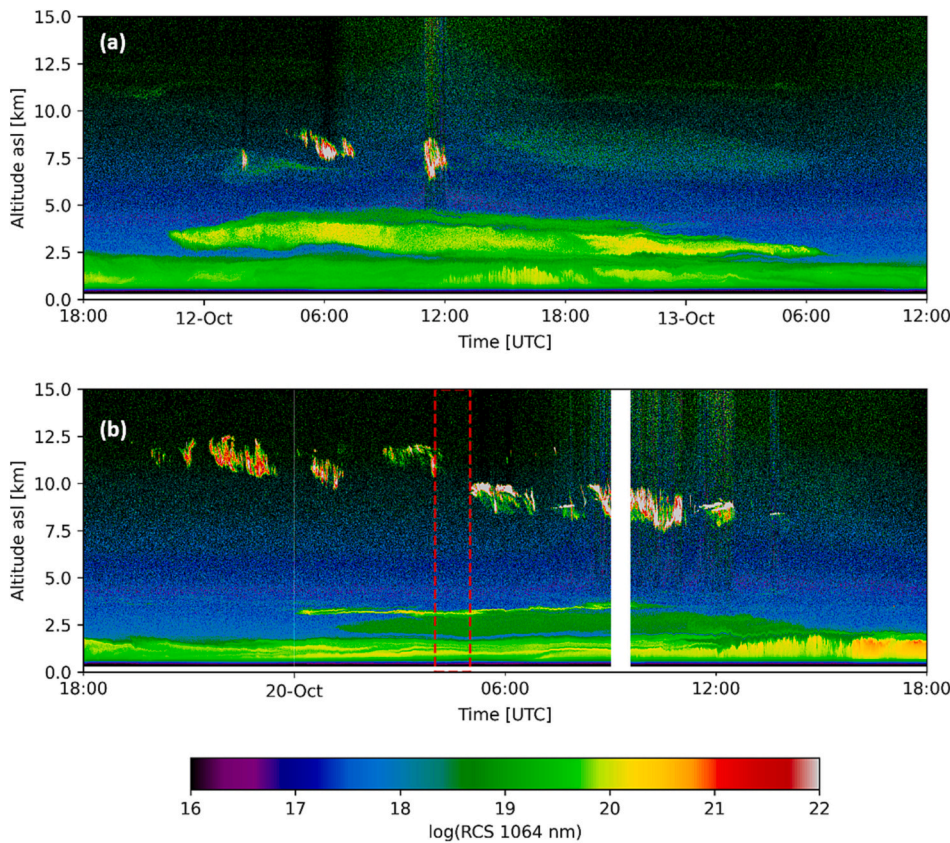 (a)
Altitude asl [km]
15.0
12.5
10.0
7.5
5.0
2.5
0.0
18:00 12-Oct 06:00 12:00 18:00 13-Oct 06:00 12:00
Time [UTC]
(b)
Altitude asl [km]
15.0
12.5
10.0
7.5
5.0
2.5
0.0
18:00 20-Oct 06:00 12:00 18:00
Time [UTC]
16 17 18 19 20 21 22
log(RCS 1064 nm)